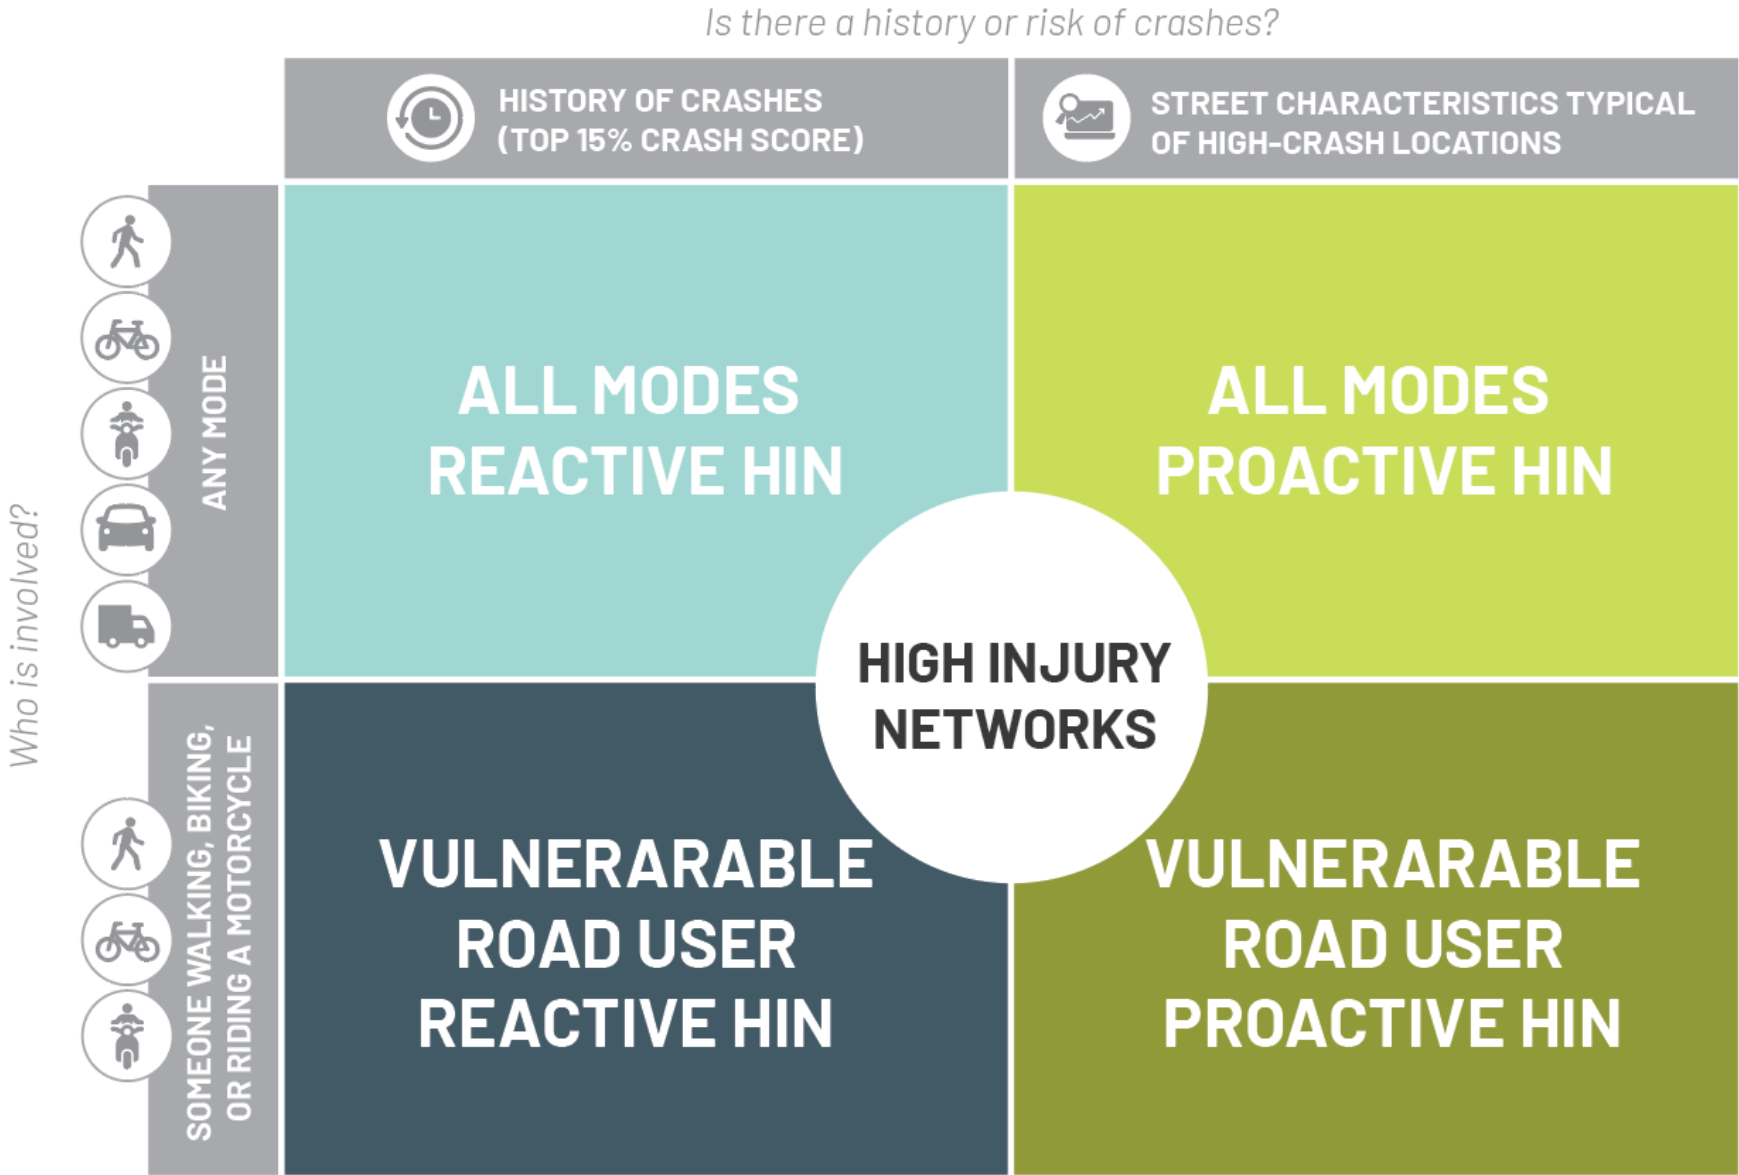 Is there a history or risk of crashes?
HISTORY OF CRASHES
(TOP 15% CRASH SCORE)
STREET CHARACTERISTICS TYPICAL
OF HIGH-CRASH LOCATIONS
Who is involved?
ANY MODE
ALL MODES
REACTIVE HIN
ALL MODES
PROACTIVE HIN
HIGH INJURY
NETWORKS
SOMEONE WALKING, BIKING,
OR RIDING A MOTORCYCLE
VULNERARABLE
ROAD USER
REACTIVE HIN
VULNERARABLE
ROAD USER
PROACTIVE HIN